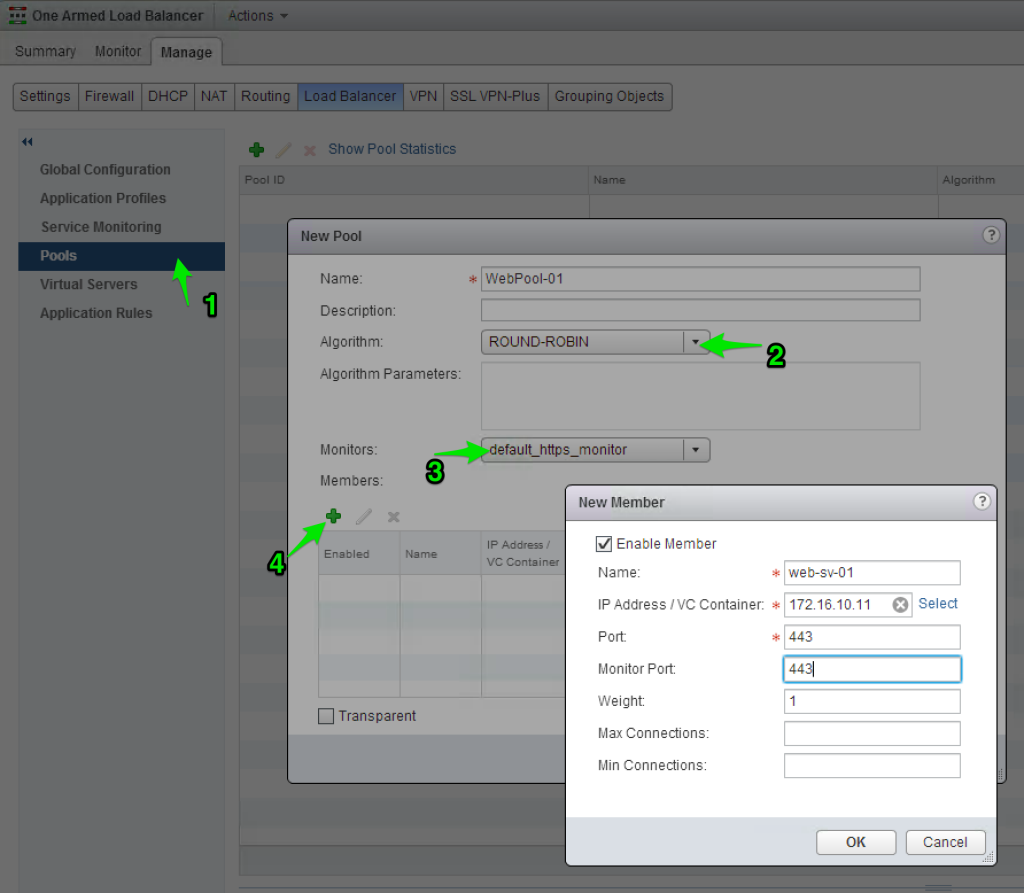 One Armed Load Balancer Actions
Summary Monitor Manage
Settings Firewall DHCP NAT Routing Load Balancer VPN SSL VPN-Plus Grouping Objects
Global Configuration
Application Profiles
Service Monitoring
Pools
Virtual Servers
Application Rules
1
Show Pool Statistics
Pool ID Name Algorithm
New Pool ?
Name: * WebPool-01
Description:
Algorithm: ROUND-ROBIN
2
Algorithm Parameters:
Monitors: default_https_monitor
3
Members:
4
Enabled Name IP Address /
VC Container
Transparent
New Member ?
Enable Member
Name: * web-sv-01
IP Address / VC Container: * 172.16.10.11 Select
Port: * 443
Monitor Port: 443
Weight: 1
Max Connections:
Min Connections:
OK Cancel